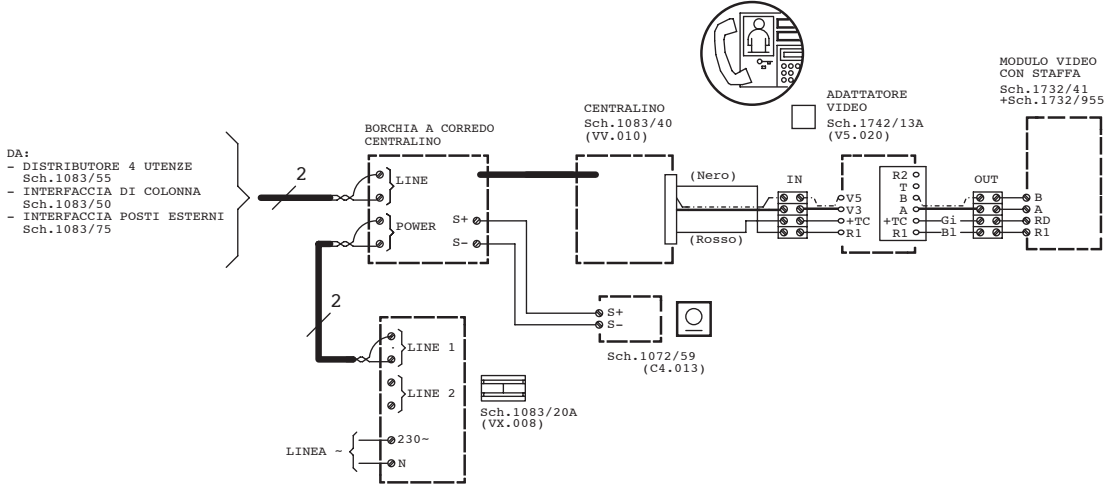 DA:
- DISTRIBUTORE 4 UTENZE
Sch.1083/55
- INTERFACCIA DI COLONNA
Sch.1083/50
- INTERFACCIA POSTI ESTERNI
Sch.1083/75
2
BORCHIA A CORREDO
CENTRALINO
LINE
POWER
S+
S-
2
LINE 1
LINE 2
230~
N
LINEA ~
Sch.1083/20A
(VX.008)
CENTRALINO
Sch.1083/40
(VV.010)
(Nero)
(Rosso)
S+
S-
Sch.1072/59
(C4.013)
IN
ADATTATORE
VIDEO
Sch.1742/13A
(V5.020)
V5
V3
+TC
R1
R2
T
B
A
+TC
R1
Gi
Bl
OUT
MODULO VIDEO
CON STAFFA
Sch.1732/41
+Sch.1732/955
B
A
RD
R1